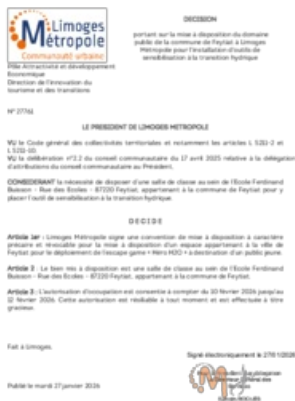 Limoges
Métropole
Communauté urbaine
Pôle Attractivité et développement
Economique
Direction de l'innovation du
tourisme et des transitions
DECISION
portant sur la mise à disposition du domaine
public de la commune de Feytiat à Limoges
Métropole pour l'installation d'outils de
sensibilisation à la transition hydrique
N° 27761
LE PRESIDENT DE LIMOGES METROPOLE
VU le Code général des collectivités territoriales et notamment les articles L 5211-2 et
L 5211-10;
VU la délibération n°2.2 du conseil communautaire du 17 avril 2025 relative à la délégation
d'attributions du conseil communautaire au Président.
CONSIDERANT la nécessité de disposer d'une salle de classe au sein de l'Ecole Ferdinand
Buisson - Rue des Ecoles - 87220 Feytiat, appartenant à la commune de Feytiat pour y
placer l'outil de sensibilisation à la transition hydrique.
DECIDE
Article 1er : Limoges Métropole signe une convention de mise à disposition à caractère
précaire et révocable pour la mise à disposition d'un espace appartenant à la ville de
Feytiat pour le déploiement de l'escape game « Héro H2O » à destination d'un public jeune.
Article 2 : Le bien mis à disposition est une salle de classe au sein de l'Ecole Ferdinand
Buisson - Rue des Ecoles - 87220 Feytiat, appartenant à la commune de Feytiat.
Article 3 : L'autorisation d'occupation est consentie à compter du 10 février 2026 jusqu'au
12 février 2026. Cette autorisation est résiliable à tout moment et est effectuée à titre
gracieux.
Fait à Limoges,
Signé électroniquement le 27/01/2026
Publié le mardi 27 janvier 2026